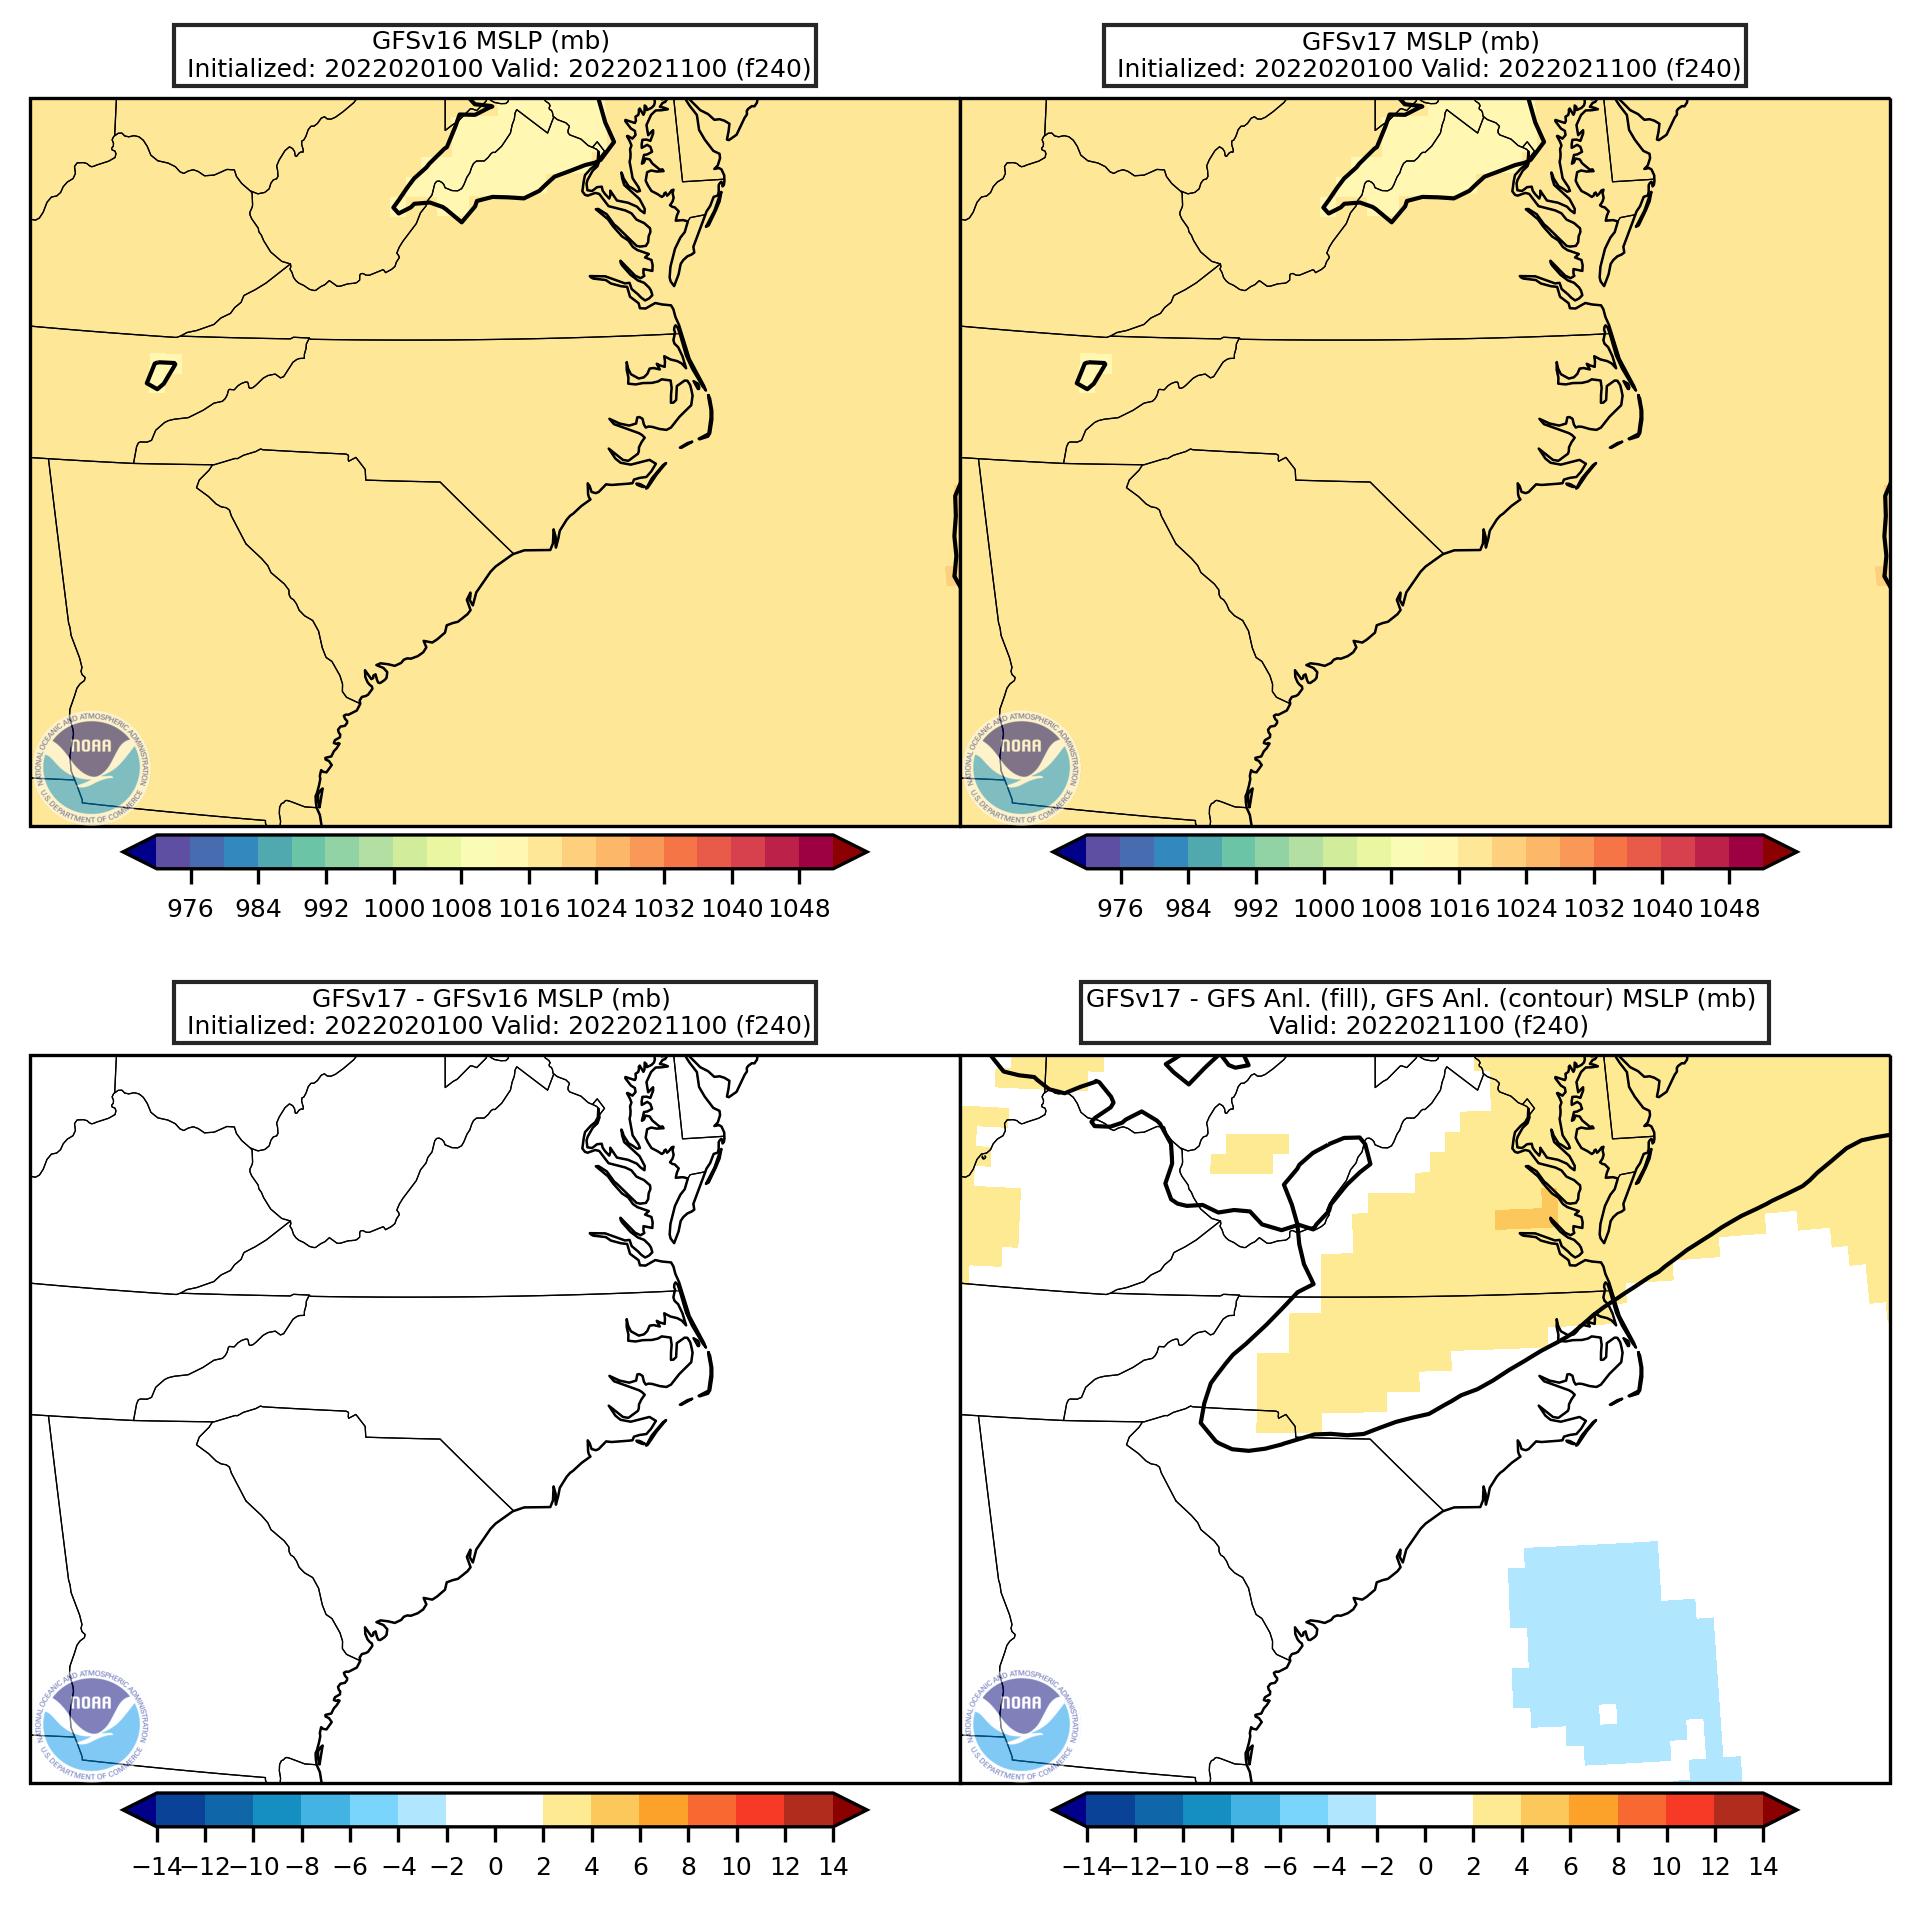 GFSv16 MSLP (mb)
Initialized: 2022020100 Valid: 2022021100 (f240)
GFSv17 MSLP (mb)
Initialized: 2022020100 Valid: 2022021100 (f240)
NATIONAL OCEANIC AND ATMOSPHERIC ADMINISTRATION
NOAA
U.S. DEPARTMENT OF COMMERCE
NATIONAL OCEANIC AND ATMOSPHERIC ADMINISTRATION
NOAA
U.S. DEPARTMENT OF COMMERCE
976 984 992 1000 1008 1016 1024 1032 1040 1048
976 984 992 1000 1008 1016 1024 1032 1040 1048
GFSv17 - GFSv16 MSLP (mb)
Initialized: 2022020100 Valid: 2022021100 (f240)
GFSv17 - GFS Anl. (fill), GFS Anl. (contour) MSLP (mb)
Valid: 2022021100 (f240)
NATIONAL OCEANIC AND ATMOSPHERIC ADMINISTRATION
NOAA
U.S. DEPARTMENT OF COMMERCE
NATIONAL OCEANIC AND ATMOSPHERIC ADMINISTRATION
NOAA
U.S. DEPARTMENT OF COMMERCE
−14 −12 −10 −8 −6 −4 −2 0 2 4 6 8 10 12 14
−14 −12 −10 −8 −6 −4 −2 0 2 4 6 8 10 12 14